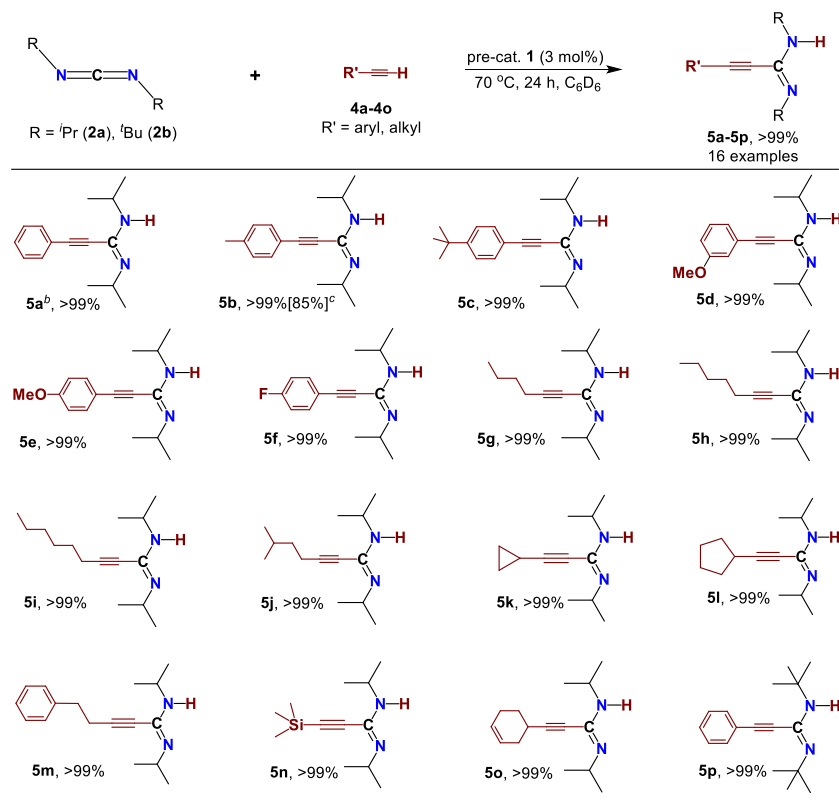 R
N C N
R
R = ⁱPr (2a), ᵗBu (2b)
+
R' H
4a-4o
R' = aryl, alkyl
pre-cat. 1 (3 mol%)
70 °C, 24 h, C₆D₆
R
N H
R' C
N
R
5a-5p, >99%
16 examples
N H
C
N
5aᵇ, >99%
N H
C
N
5b, >99%[85%]ᶜ
N H
C
N
5c, >99%
N H
C
N
MeO
5d, >99%
N H
MeO C
N
5e, >99%
N H
F C
N
5f, >99%
N H
C
N
5g, >99%
N H
C
N
5h, >99%
N H
C
N
5i, >99%
N H
C
N
5j, >99%
N H
C
N
5k, >99%
N H
C
N
5l, >99%
N H
C
N
5m, >99%
N H
Si C
N
5n, >99%
N H
C
N
5o, >99%
N H
C
N
5p, >99%